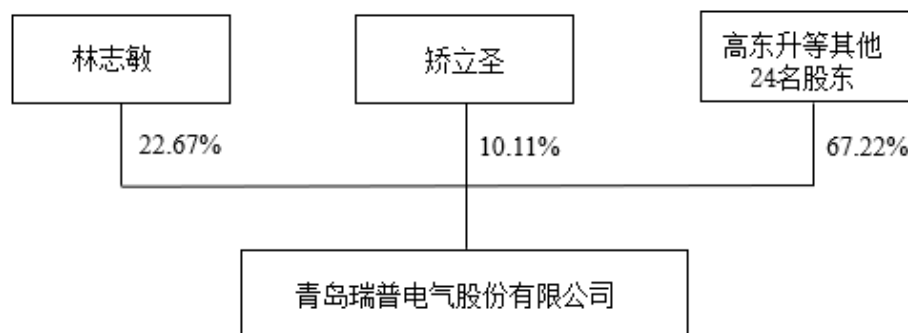 林志敏
矫立圣
高东升等其他
24名股东
22.67%
10.11%
67.22%
青岛瑞普电气股份有限公司